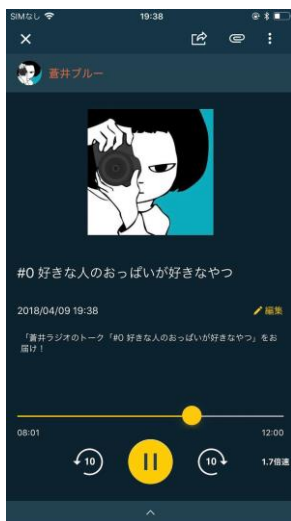 SIMなし 19:38
蒼井ブルー
#0 好きな人のおっぱいが好きなやつ
2018/04/09 19:38 編集
「蒼井ラジオのトーク「#0 好きな人のおっぱいが好きなやつ」をお
届け！
08:01 12:00
10 10 1.7倍速